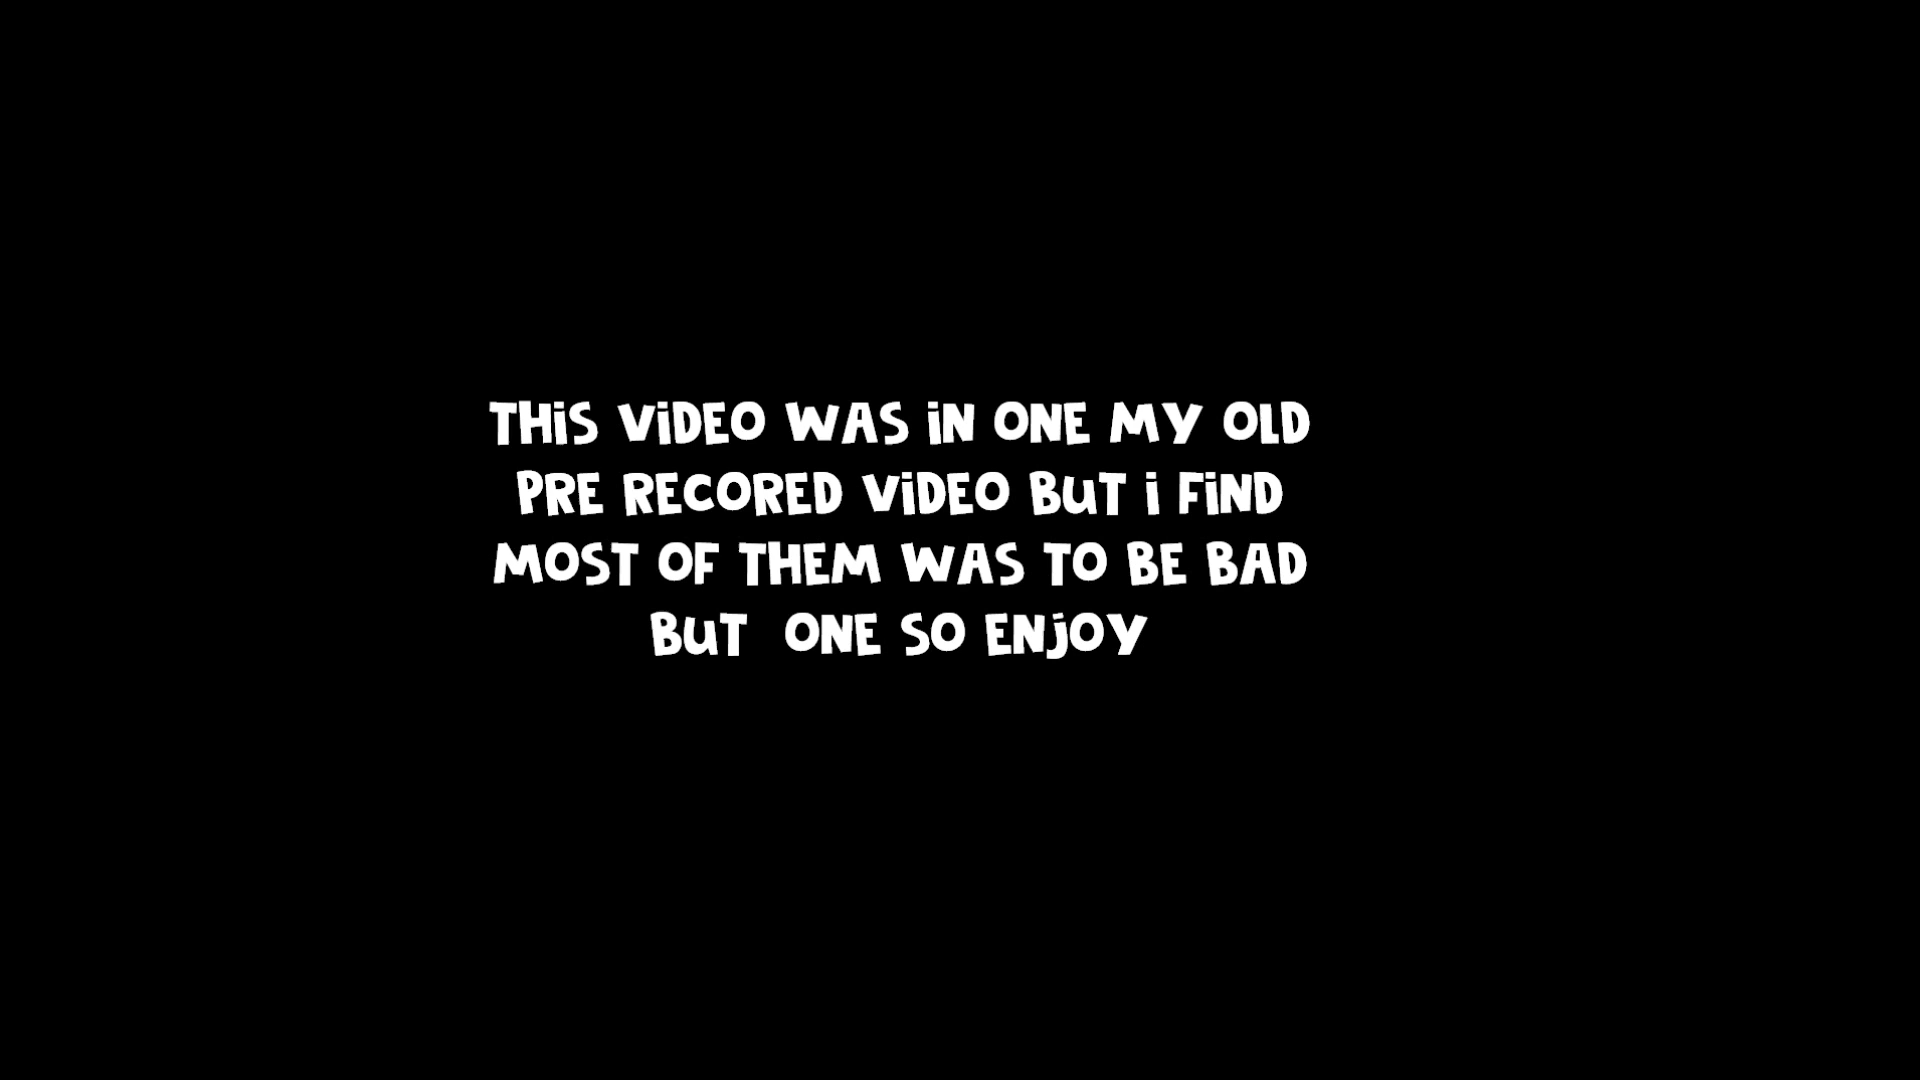 THiS ViDEO WAS iN ONE MY OLD
PRE RECORED ViDEO BUT i FiND
MOST OF THEM WAS TO BE BAD
BUT  ONE SO ENjOY